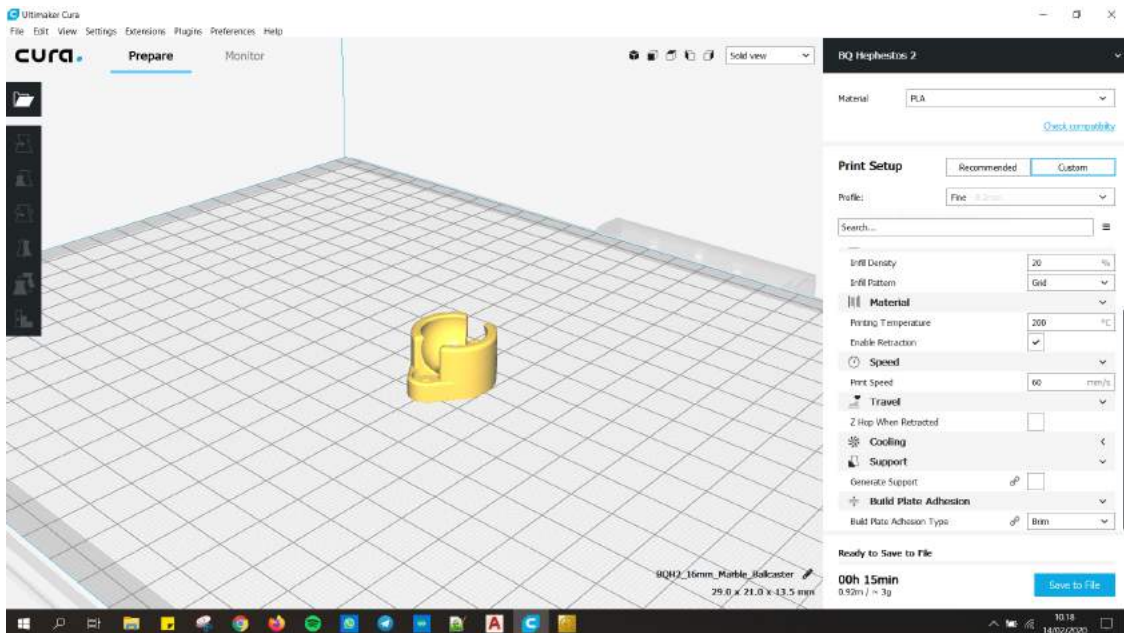 Ultimaker Cura
File Edit View Settings Extensions Plugins Preferences Help
cura.
Prepare
Monitor
Solid view
BQ Hephestos 2
Material
PLA
Check compatibility
Print Setup
Recommended
Custom
Profile:
Fine
Search...
Infill Density
20
%
Infill Pattern
Grid
Material
Printing Temperature
200
°C
Enable Retraction
Speed
Print Speed
60
mm/s
Travel
Z Hop When Retracted
Cooling
Support
Generate Support
Build Plate Adhesion
Build Plate Adhesion Type
Brim
Ready to Save to File
00h 15min
0.92m / ~ 3g
Save to File
BQH2_16mm_Marble_Ballcaster
29.0 x 21.0 x 13.5 mm
10.18
14/02/2020